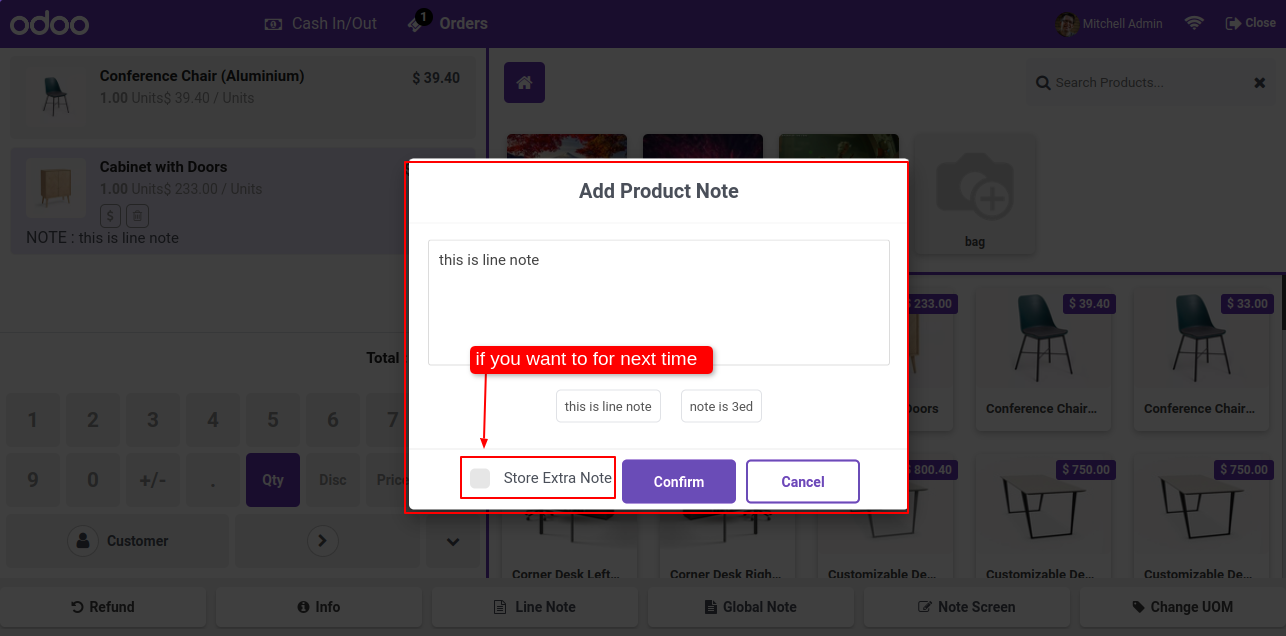 odoo
Cash In/Out
1
Orders
Mitchell Admin
Close
Conference Chair (Aluminium)
$ 39.40
1.00 Units$ 39.40 / Units
Cabinet with Doors
1.00 Units$ 233.00 / Units
$
NOTE : this is line note
Total
Search Products...
bag
Add Product Note
this is line note
if you want to for next time
this is line note
note is 3ed
Store Extra Note
Confirm
Cancel
233.00
$ 39.40
$ 33.00
Doors
Conference Chair...
Conference Chair...
800.40
$ 750.00
$ 750.00
Corner Desk Left...
Corner Desk Righ...
Customizable De...
Customizable De...
Customizable De...
1
2
3
4
5
6
7
9
0
+/-
.
Qty
Disc
Price
Customer
Refund
Info
Line Note
Global Note
Note Screen
Change UOM